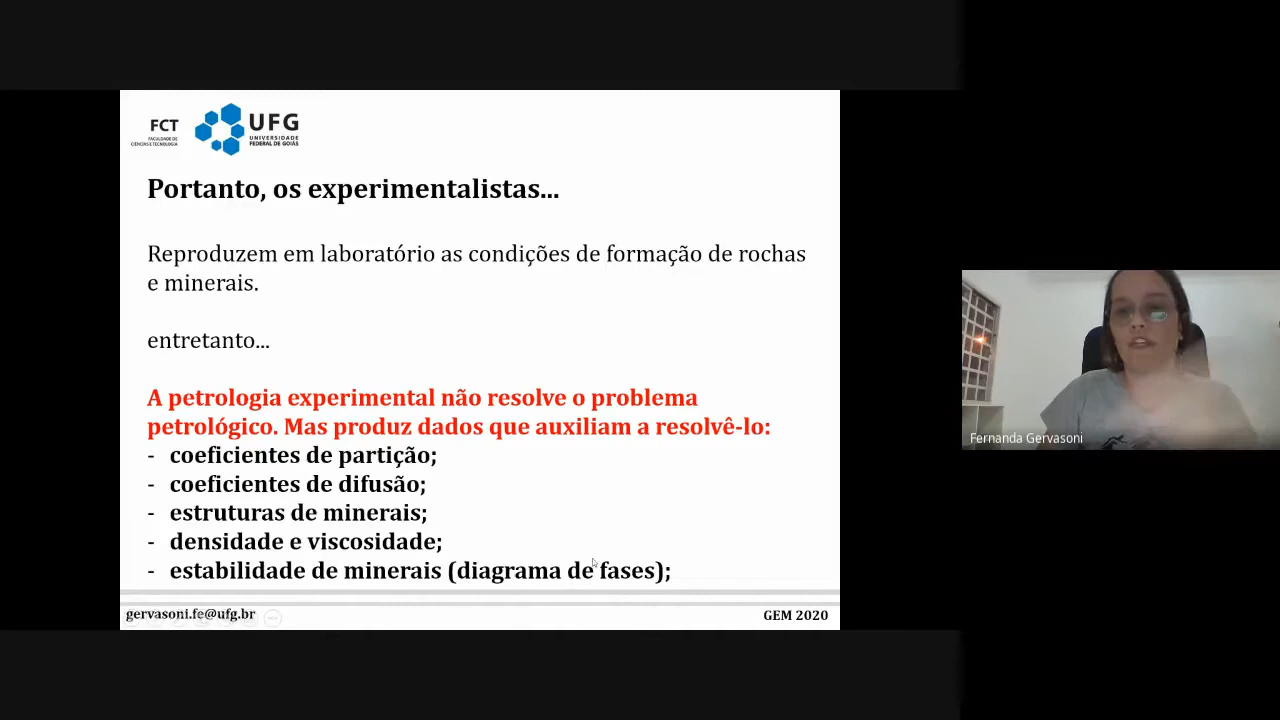 FCT
FACULDADE DE
CIÊNCIAS E TECNOLOGIA
UFG
UNIVERSIDADE
FEDERAL DE GOIÁS
Portanto, os experimentalistas...
Reproduzem em laboratório as condições de formação de rochas
e minerais.
entretanto...
A petrologia experimental não resolve o problema
petrológico. Mas produz dados que auxiliam a resolvê-lo:
- coeficientes de partição;
- coeficientes de difusão;
- estruturas de minerais;
- densidade e viscosidade;
- estabilidade de minerais (diagrama de fases);
gervasoni.fe@ufg.br
GEM 2020
Fernanda Gervasoni